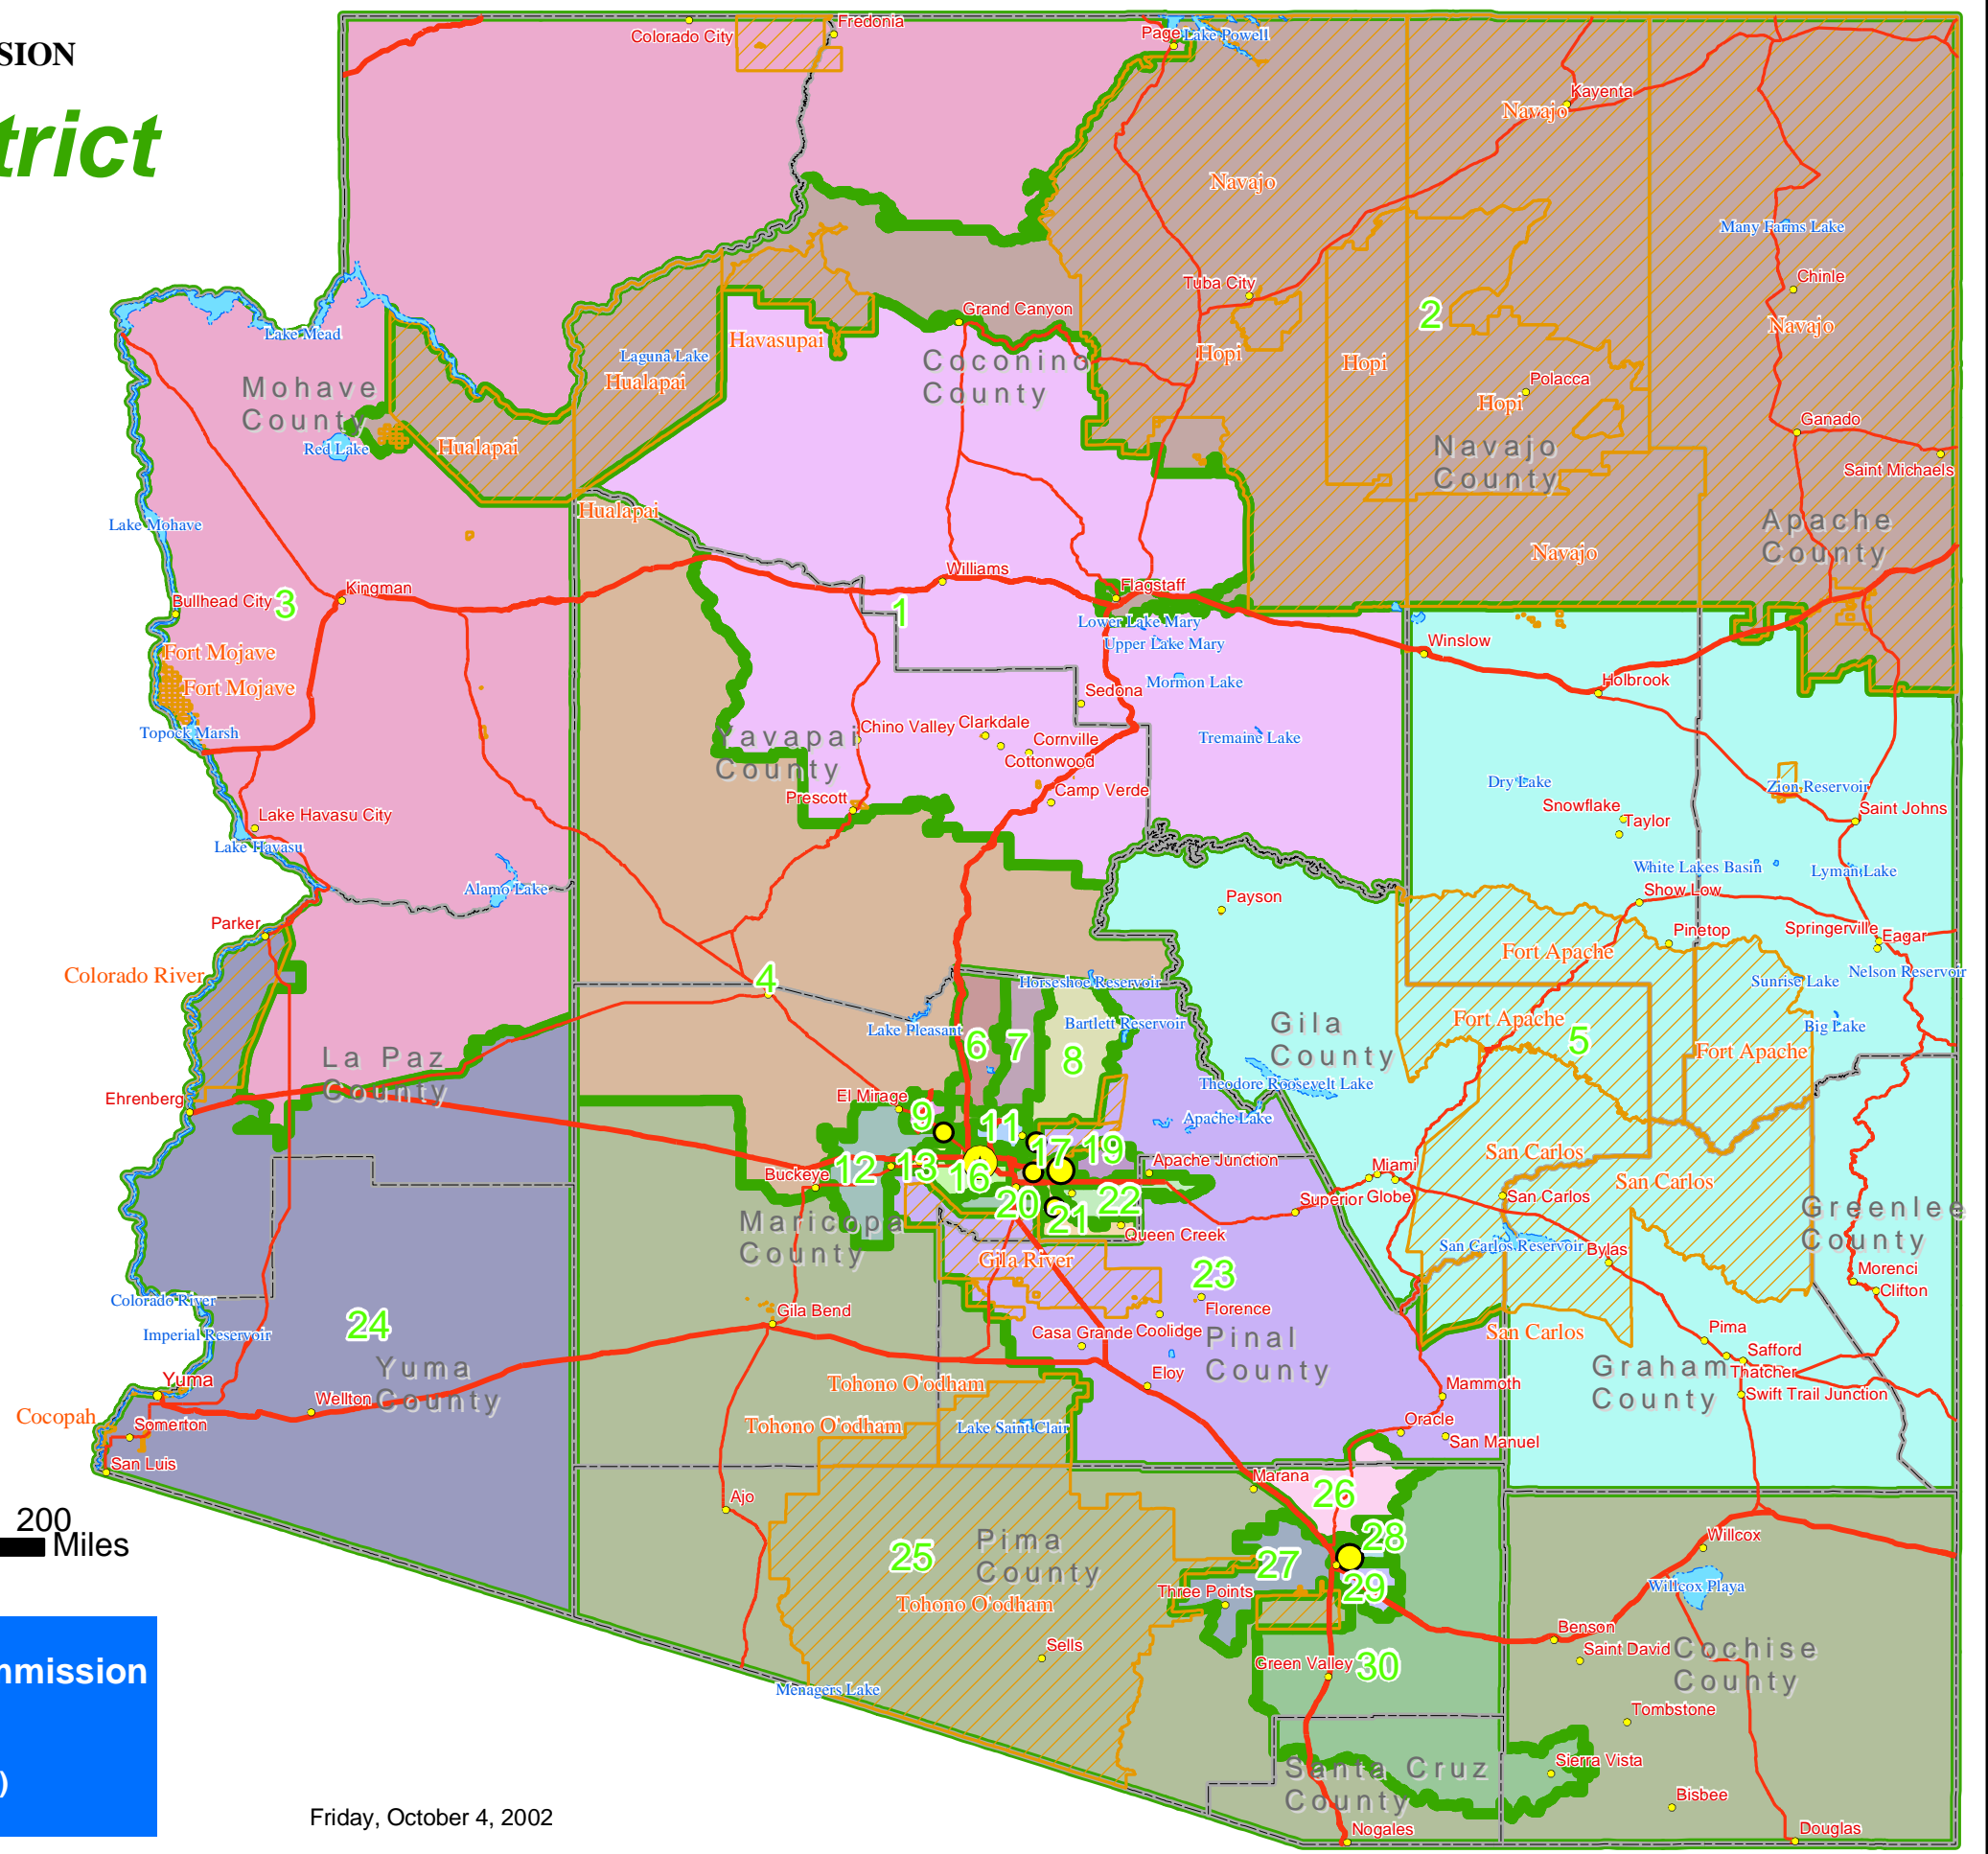 SION
trict
Colorado City
Fredonia
Page
Lake Powell
Kayenta
Navajo
Navajo
Many Farms Lake
Tuba City
Chinle
2
Navajo
Grand Canyon
Lake Mead
Havasupai
Laguna Lake
Hualapai
Coconino
County
Hopi
Hopi
Polacca
Hopi
Mohave
County
Red Lake
Hualapai
Navajo
County
Ganado
Saint Michaels
Hualapai
Lake Mohave
Apache
County
Navajo
Williams
Flagstaff
Kingman
Bullhead City
3
1
Lower Lake Mary
Upper Lake Mary
Winslow
Fort Mojave
Fort Mojave
Mormon Lake
Holbrook
Sedona
Topock Marsh
Chino Valley
Clarkdale
Cornville
Cottonwood
Tremaine Lake
Yavapai
County
Dry Lake
Zion Reservoir
Prescott
Camp Verde
Snowflake
Taylor
Saint Johns
Lake Havasu City
Lake Havasu
White Lakes Basin
Lyman Lake
Alamo Lake
Payson
Show Low
Parker
Pinetop
Springerville
Eagar
Fort Apache
Colorado River
4
Horseshoe Reservoir
Nelson Reservoir
Sunrise Lake
Lake Pleasant
Bartlett Reservoir
Gila
County
Fort Apache
Big Lake
6
7
8
5
Fort Apache
La Paz
County
Theodore Roosevelt Lake
Ehrenberg
El Mirage
9
11
Apache Lake
17
19
San Carlos
Buckeye
12
13
16
Apache Junction
Miami
Globe
San Carlos
San Carlos
20
21
22
Superior
Maricopa
County
Queen Creek
Greenlee
County
San Carlos Reservoir
Bylas
Gila River
23
Morenci
Clifton
Colorado River
Gila Bend
Florence
Imperial Reservoir
24
Casa Grande
Coolidge
Pinal
County
San Carlos
Pima
Safford
Thatcher
Yuma
County
Yuma
Eloy
Graham
County
Swift Trail Junction
Wellton
Tohono O'odham
Mammoth
Cocopah
Somerton
Tohono O'odham
Lake Saint Clair
Oracle
San Manuel
San Luis
Marana
Ajo
26
200
Miles
Pima
County
28
Willcox
25
27
29
Willcox Playa
Three Points
Tohono O'odham
Benson
Saint David
Cochise
County
Sells
Green Valley
30
mmission
Menagers Lake
Tombstone
Santa Cruz
County
Sierra Vista
)
Bisbee
Friday, October 4, 2002
Nogales
Douglas